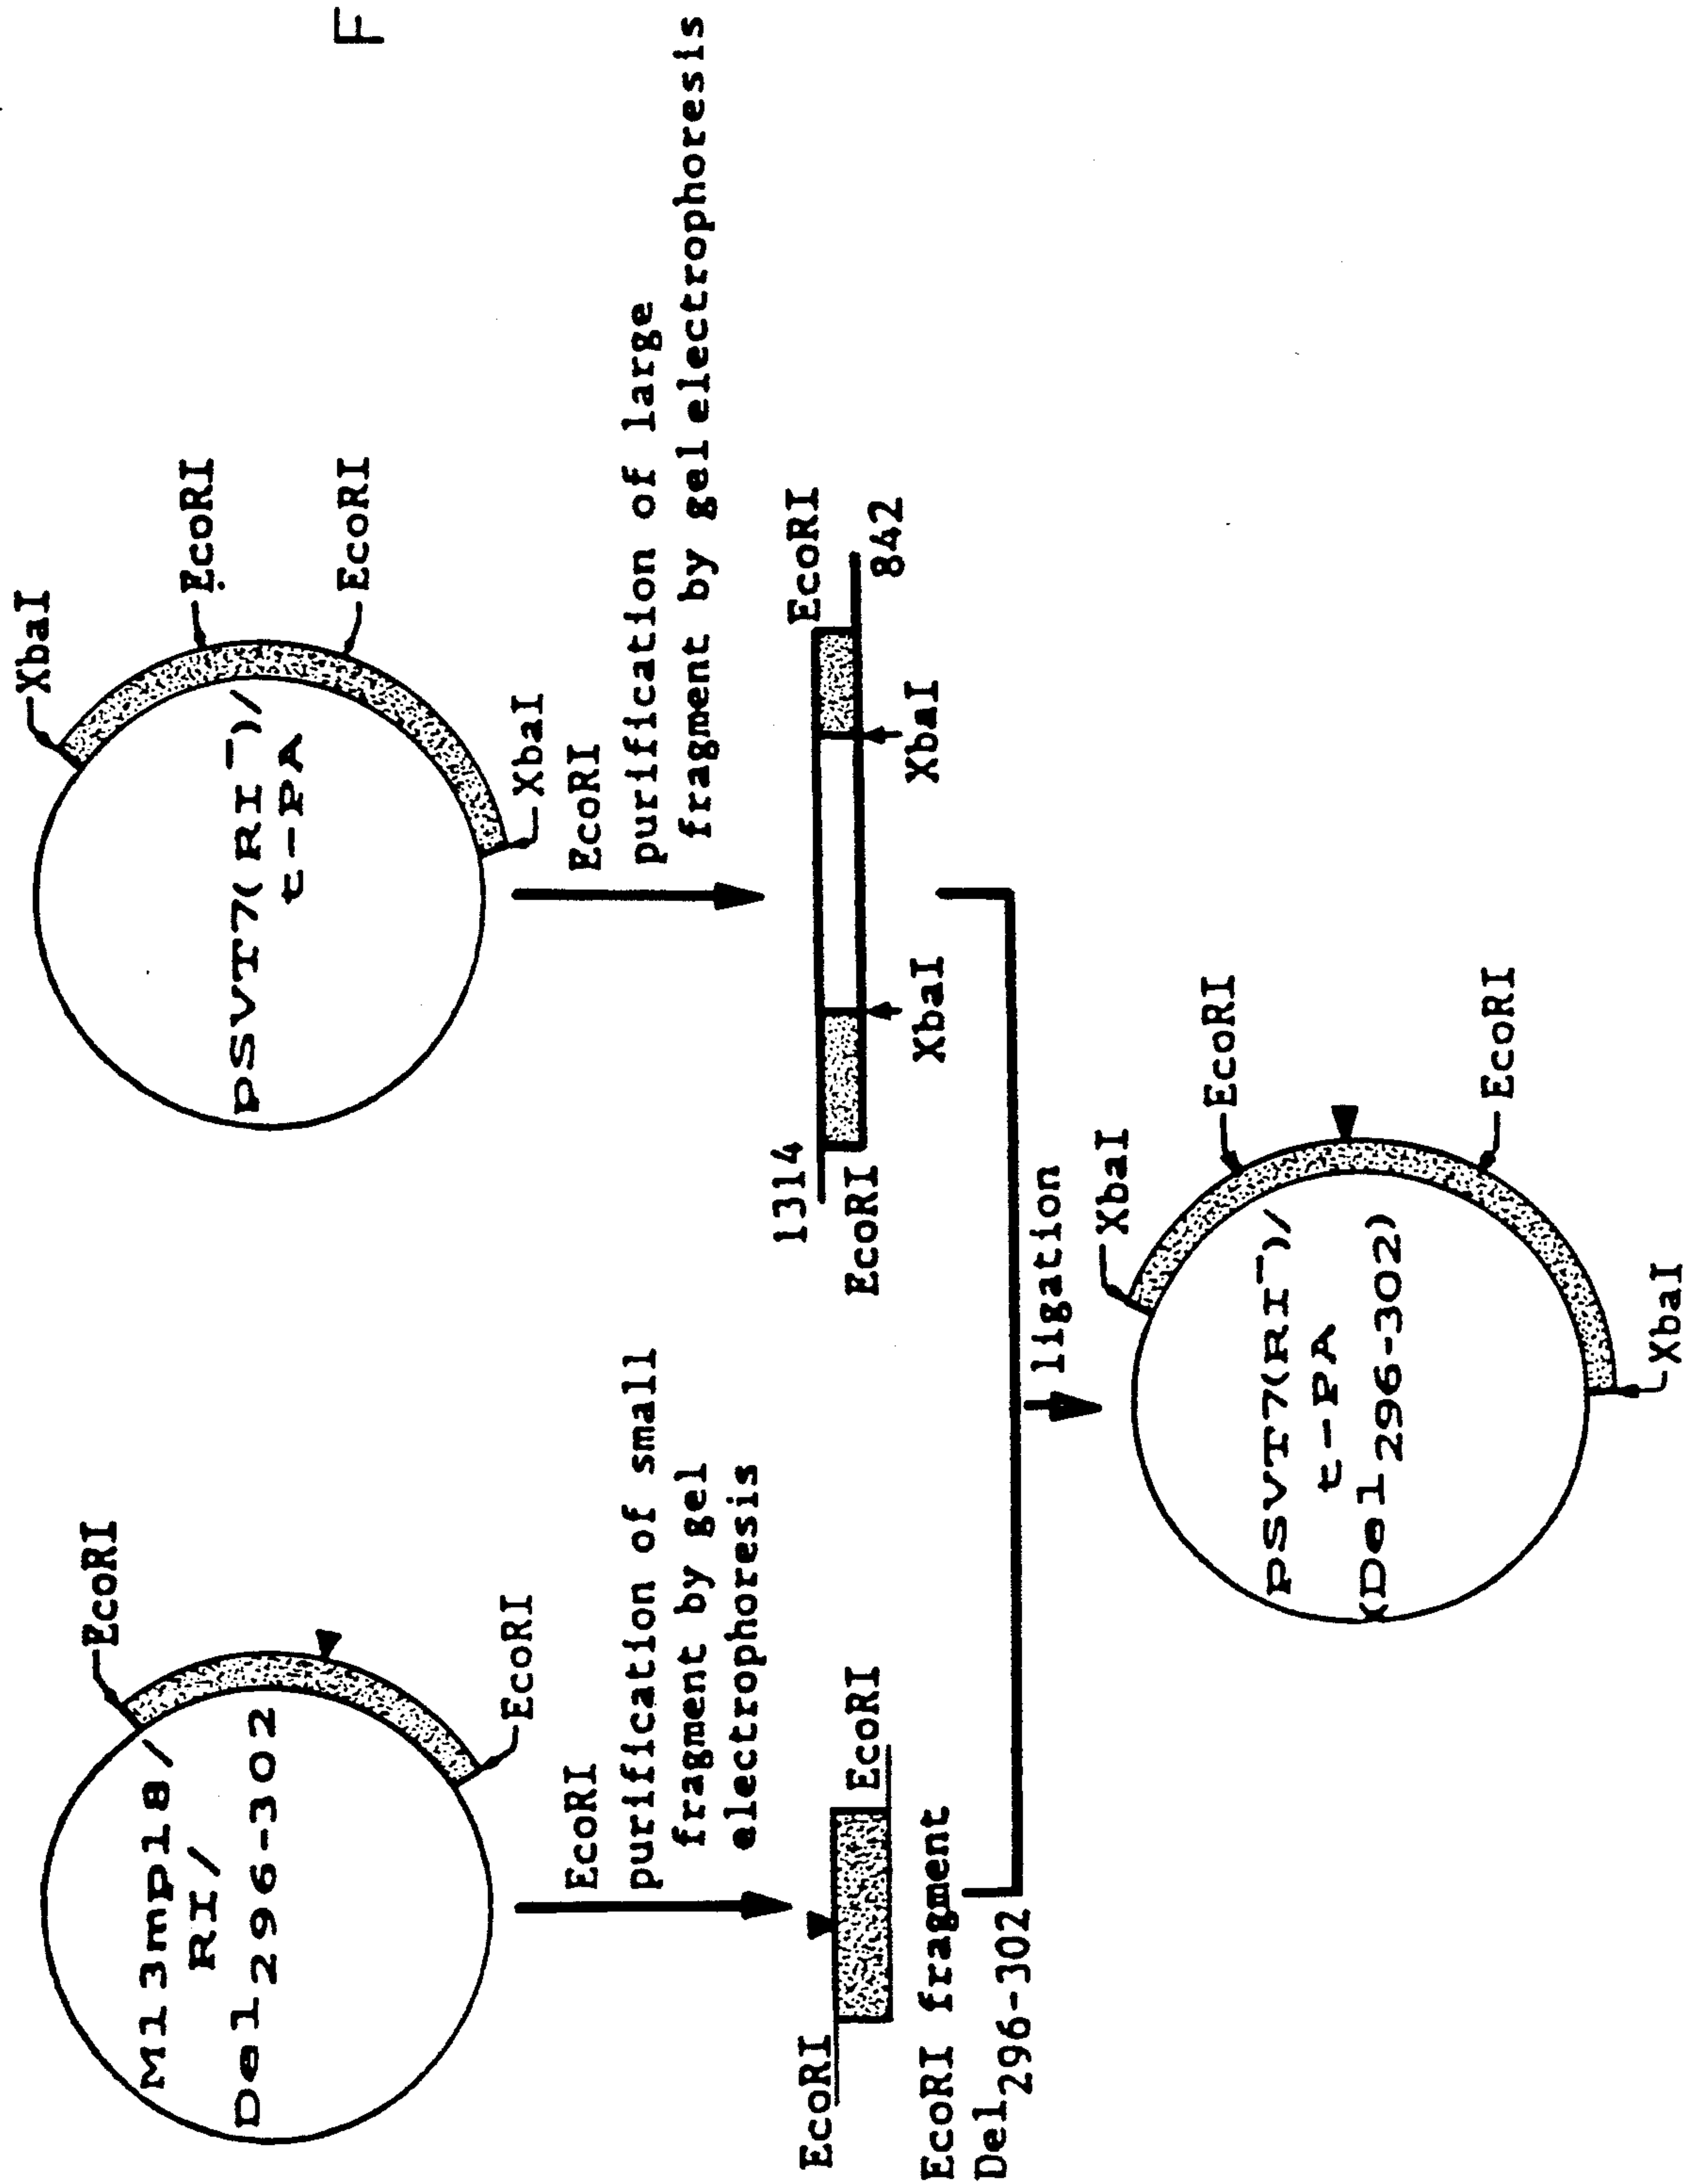 F
EcoRI
EcoRI
M13mp18/
RI/
Del296-302
XbaI
EcoRI
EcoRI
XbaI
pSVT7(RI⁻)/
t-PA
EcoRI
purification of small
fragment by gel
electrophoresis
EcoRI
purification of large
fragment by gel electrophoresis
EcoRI
EcoRI
EcoRI fragment
Del296-302
1314
EcoRI
XbaI
XbaI
EcoRI
842
ligation
XbaI
EcoRI
EcoRI
XbaI
pSVT7(RI⁻)/
t-PA
(Del296-302)